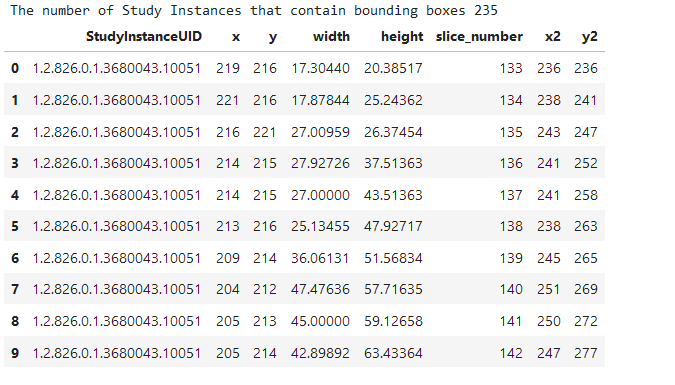 The number of Study Instances that contain bounding boxes 235
StudyInstanceUID x y width height slice_number x2 y2
0 1.2.826.0.1.3680043.10051 219 216 17.30440 20.38517 133 236 236
1 1.2.826.0.1.3680043.10051 221 216 17.87844 25.24362 134 238 241
2 1.2.826.0.1.3680043.10051 216 221 27.00959 26.37454 135 243 247
3 1.2.826.0.1.3680043.10051 214 215 27.92726 37.51363 136 241 252
4 1.2.826.0.1.3680043.10051 214 215 27.00000 43.51363 137 241 258
5 1.2.826.0.1.3680043.10051 213 216 25.13455 47.92717 138 238 263
6 1.2.826.0.1.3680043.10051 209 214 36.06131 51.56834 139 245 265
7 1.2.826.0.1.3680043.10051 204 212 47.47636 57.71635 140 251 269
8 1.2.826.0.1.3680043.10051 205 213 45.00000 59.12658 141 250 272
9 1.2.826.0.1.3680043.10051 205 214 42.89892 63.43364 142 247 277